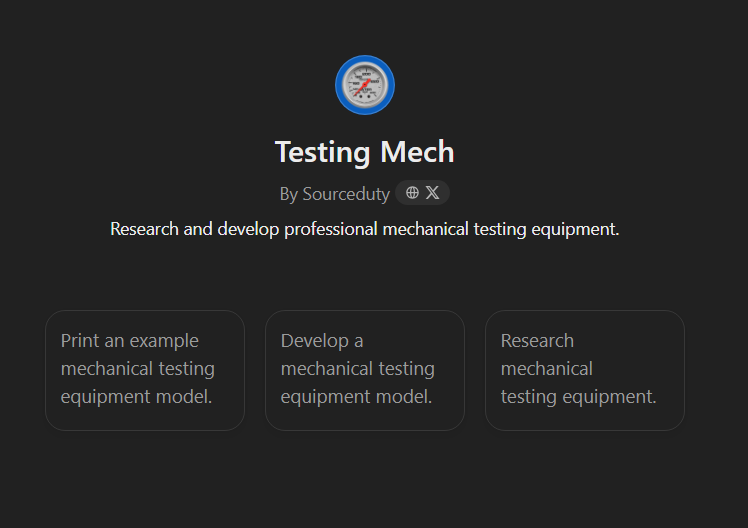 Testing Mech
By Sourceduty
Research and develop professional mechanical testing equipment.
Print an example
mechanical testing
equipment model.
Develop a
mechanical testing
equipment model.
Research
mechanical
testing equipment.